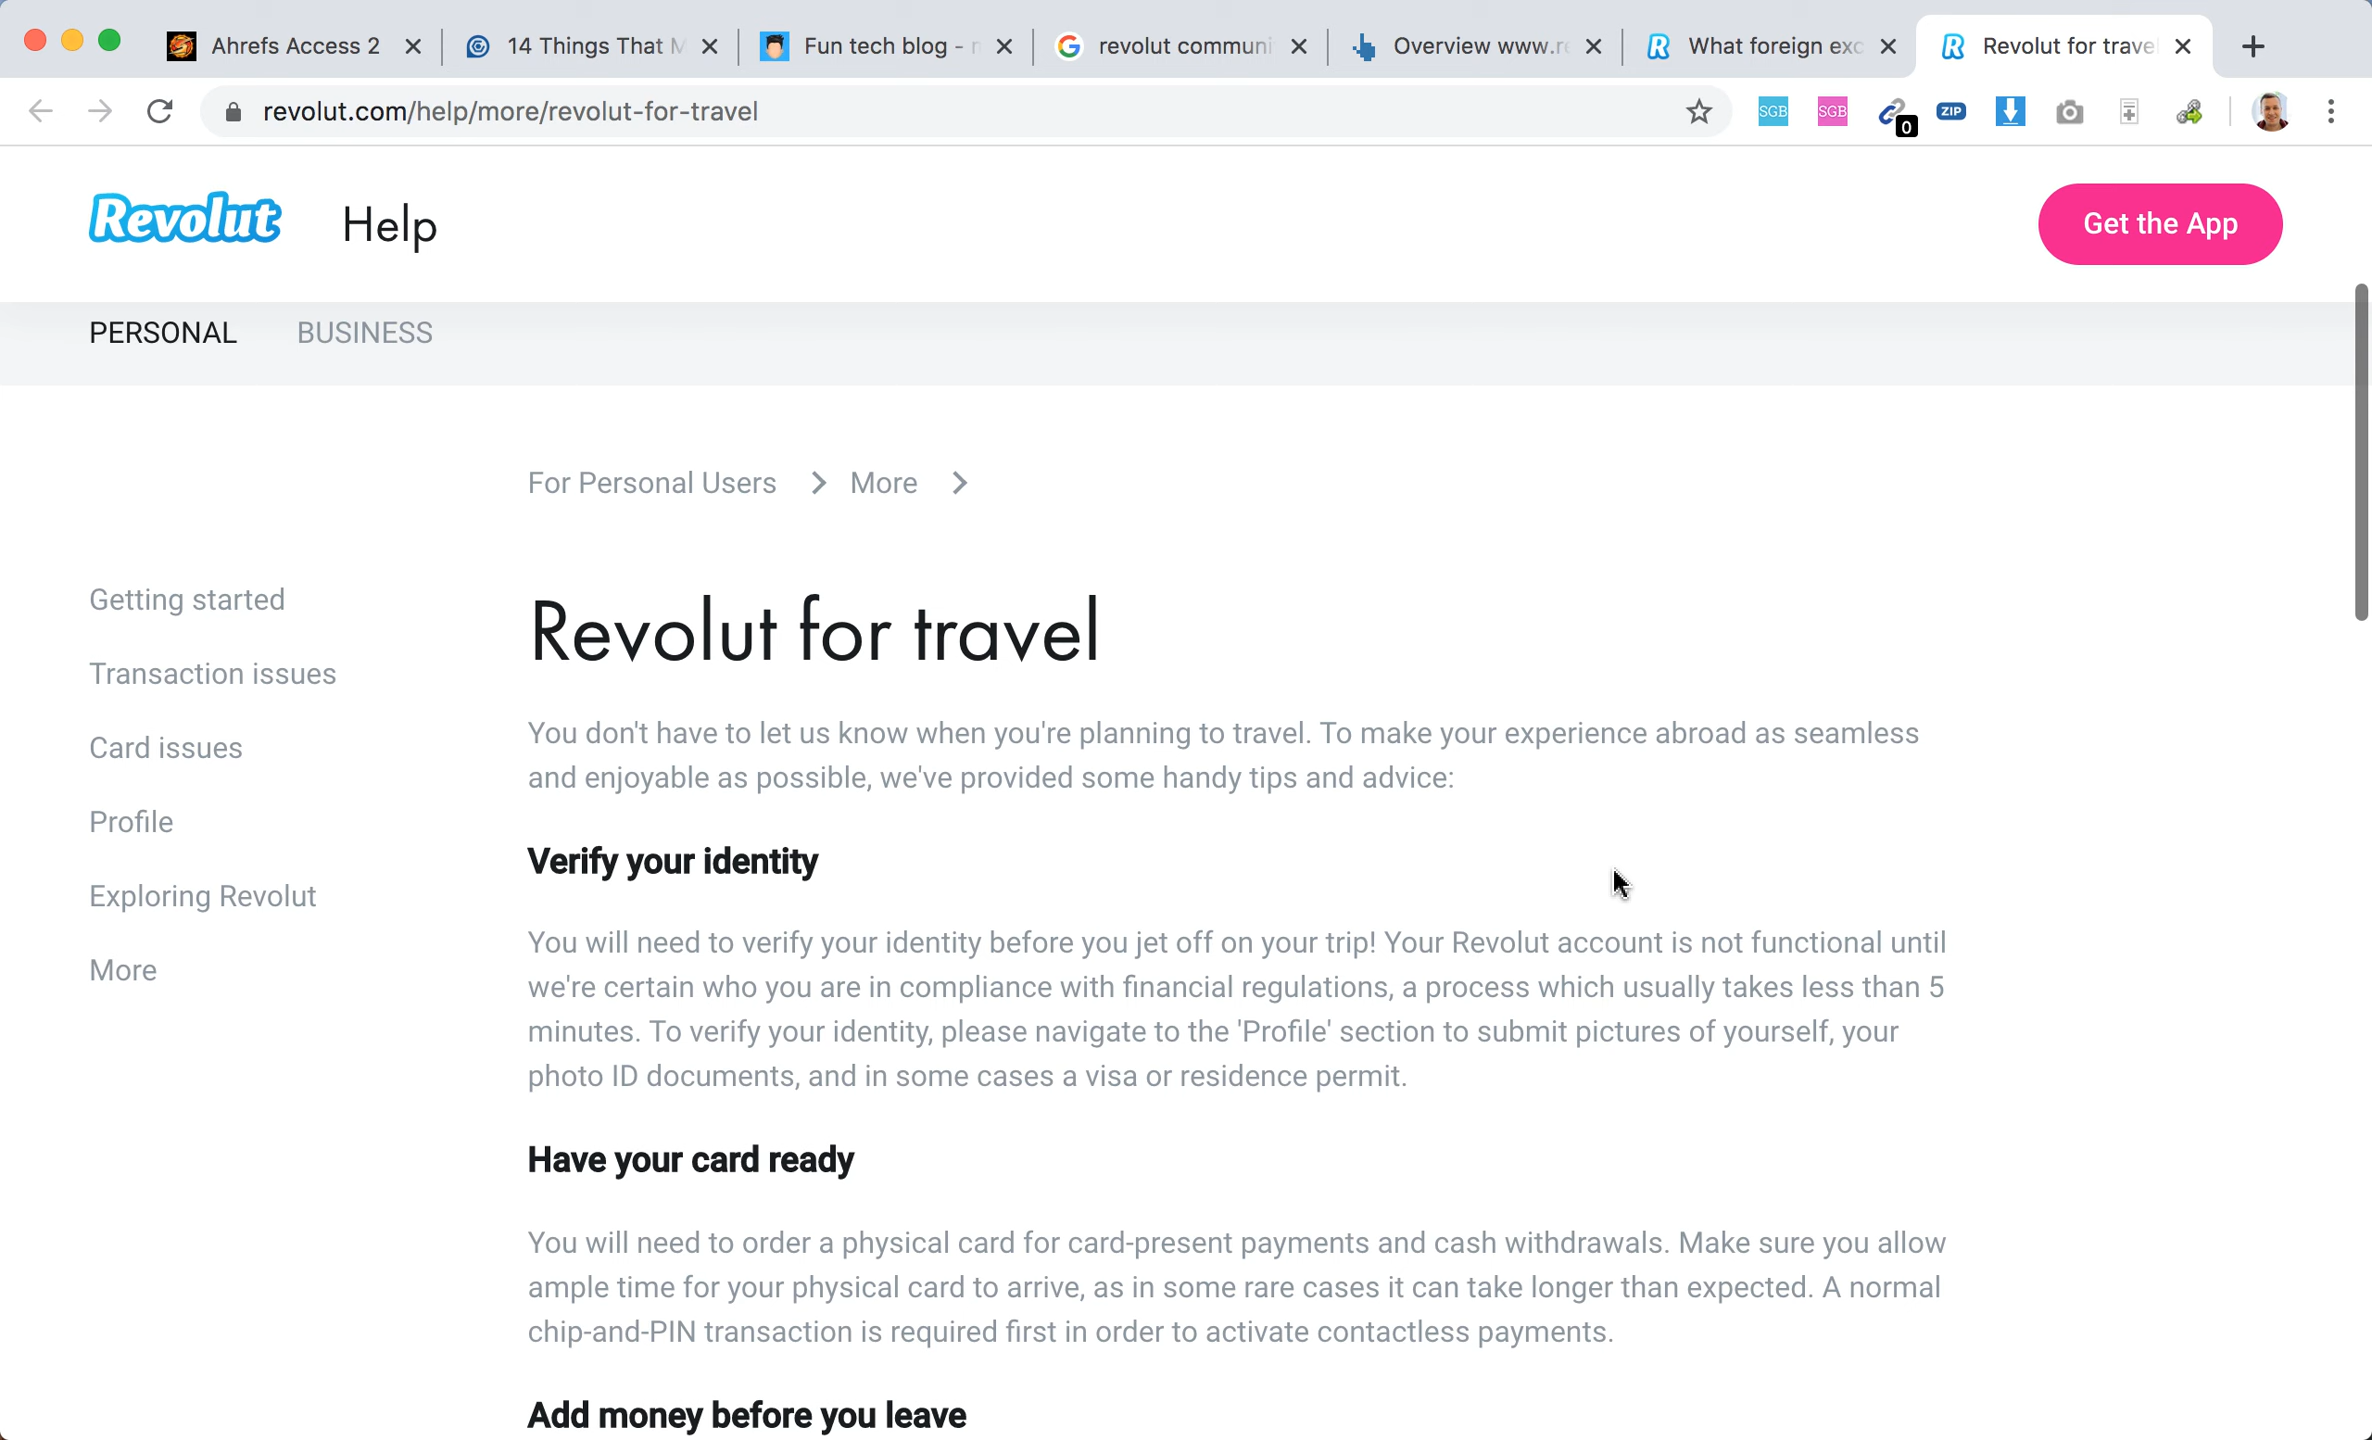 Ahrefs Access 2
14 Things That M
Fun tech blog -
revolut communi
Overview www.re
What foreign exc
Revolut for trave
revolut.com/help/more/revolut-for-travel
SGB
SGB
0
ZIP
Revolut Help
Get the App
PERSONAL BUSINESS
For Personal Users > More >
Getting started
Transaction issues
Card issues
Profile
Exploring Revolut
More
Revolut for travel
You don't have to let us know when you're planning to travel. To make your experience abroad as seamless
and enjoyable as possible, we've provided some handy tips and advice:
Verify your identity
You will need to verify your identity before you jet off on your trip! Your Revolut account is not functional until
we're certain who you are in compliance with financial regulations, a process which usually takes less than 5
minutes. To verify your identity, please navigate to the 'Profile' section to submit pictures of yourself, your
photo ID documents, and in some cases a visa or residence permit.
Have your card ready
You will need to order a physical card for card-present payments and cash withdrawals. Make sure you allow
ample time for your physical card to arrive, as in some rare cases it can take longer than expected. A normal
chip-and-PIN transaction is required first in order to activate contactless payments.
Add money before you leave